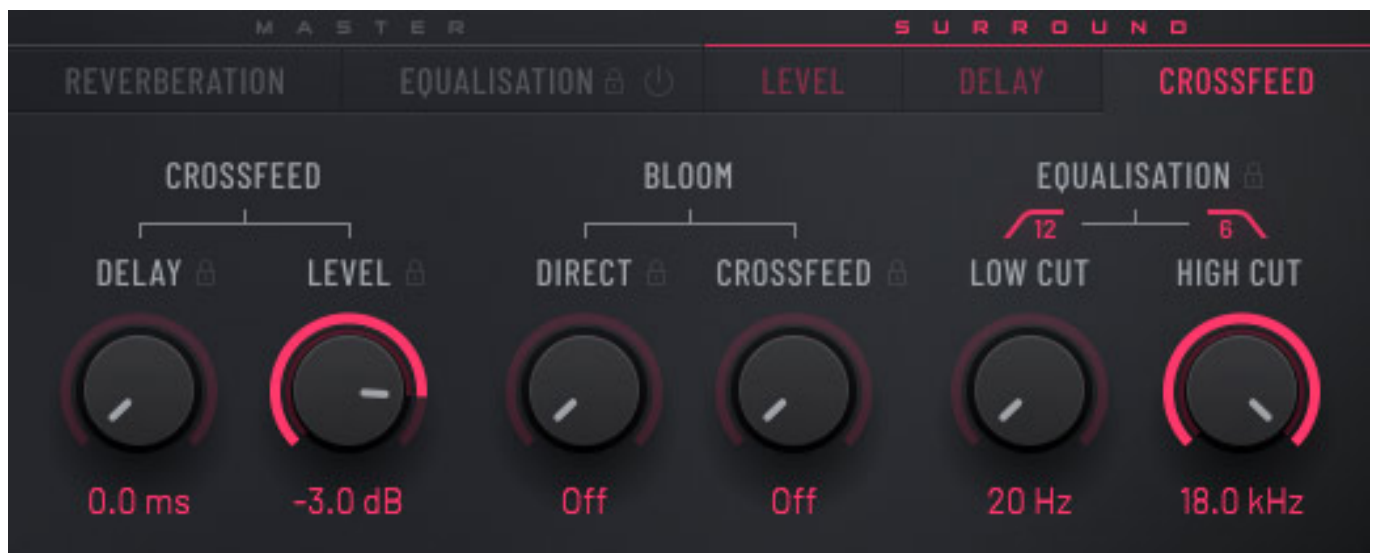 MASTER SURROUND
REVERBERATION EQUALISATION LEVEL DELAY CROSSFEED
CROSSFEED BLOOM EQUALISATION
12 6
DELAY LEVEL DIRECT CROSSFEED LOW CUT HIGH CUT
0.0 ms -3.0 dB Off Off 20 Hz 18.0 kHz